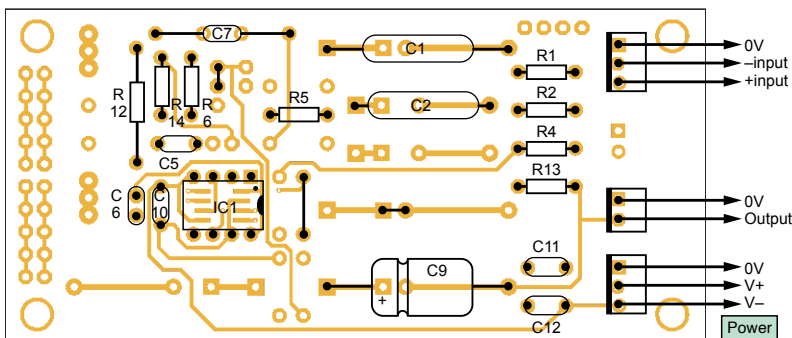 C7
C1
R1
0V
–input
+input
R
12
R
14
R
6
R5
C2
R2
R4
C5
R13
C
6
C
10
IC1
0V
Output
C9
+
C11
C12
0V
V+
V–
Power